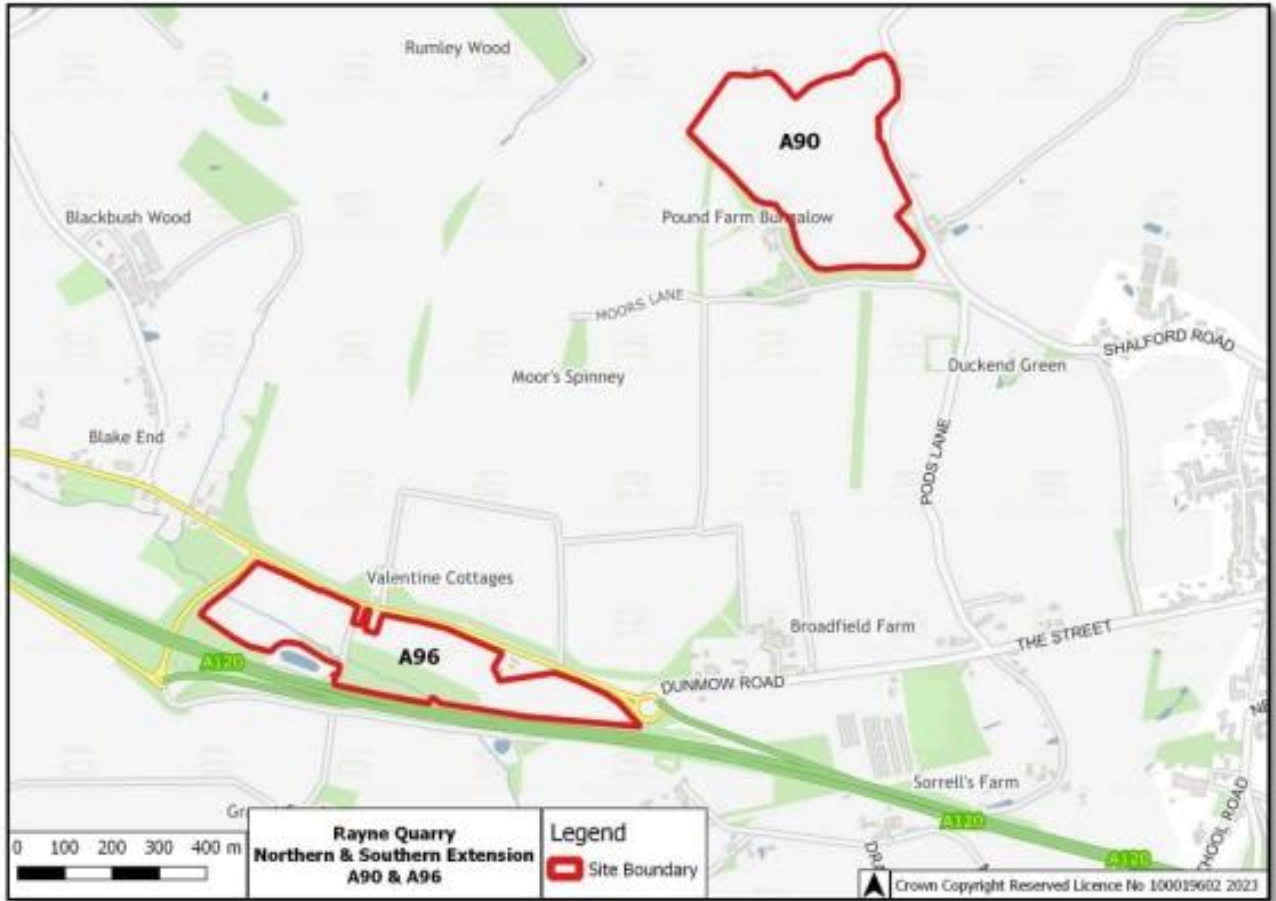 Rumley Wood
A90
Blackbush Wood
Pound Farm Bungalow
MOORS LANE
SHALFORD ROAD
Moor's Spinney
Duckend Green
Blake End
PODS LANE
Valentine Cottages
Broadfield Farm
THE STREET
A96
A120
DUNMOW ROAD
Sorrell's Farm
A120
A120
SCHOOL ROAD
0 100 200 300 400 m
Rayne Quarry
Northern & Southern Extension
A90 & A96
Legend
Site Boundary
Crown Copyright Reserved Licence No 100019602 2023